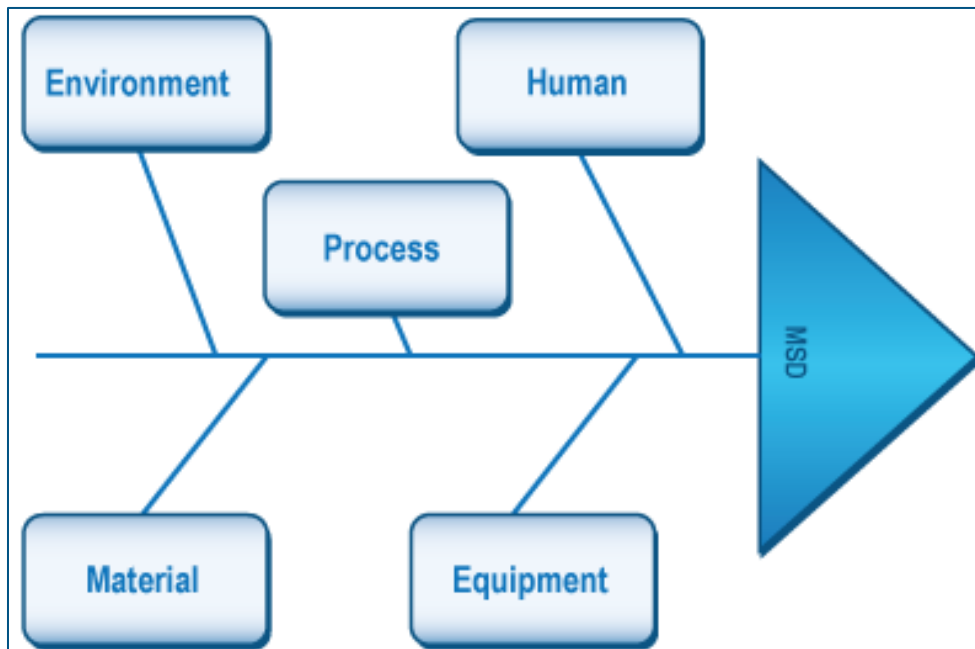 Environment
Human
Process
MSD
Material
Equipment